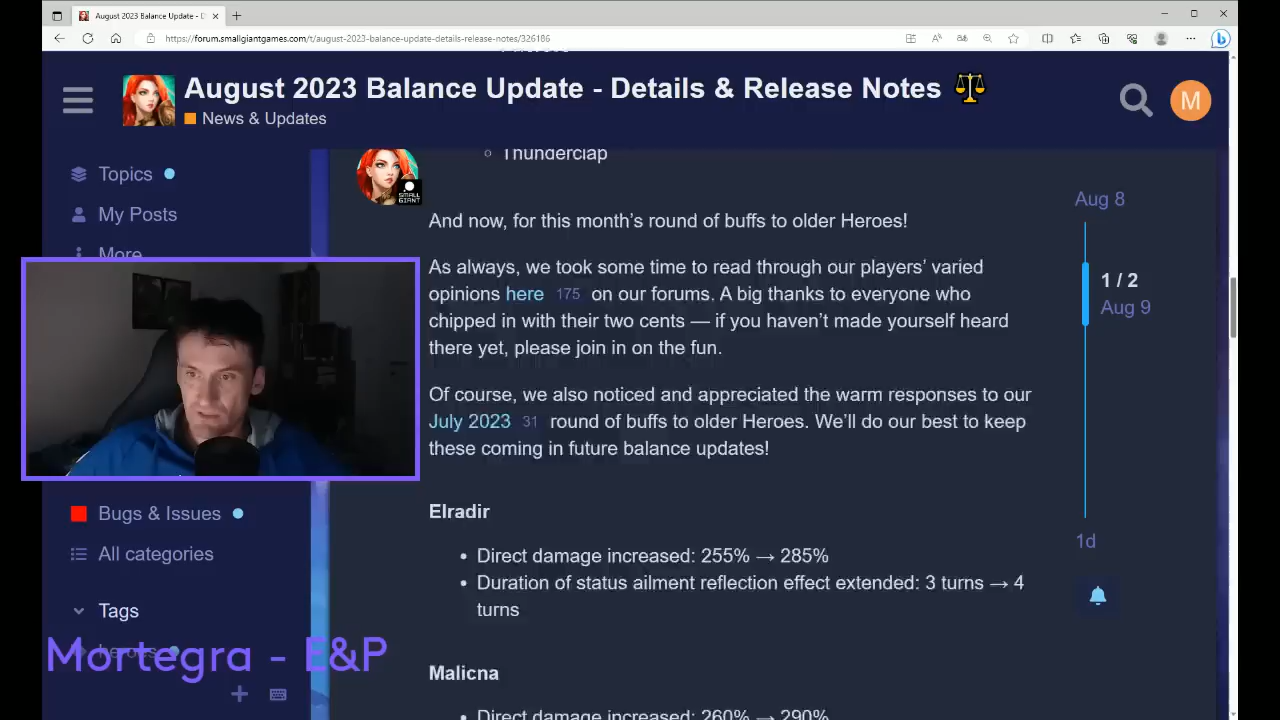 August 2023 Balance Update - D
https://forum.smallgiantgames.com/t/august-2023-balance-update-details-release-notes/326186
August 2023 Balance Update - Details & Release Notes
News & Updates
M
Topics
My Posts
More
Bugs & Issues
All categories
Tags
Mortegra - E&P
Thunderclap
SMALL
GIANT
And now, for this month's round of buffs to older Heroes!
As always, we took some time to read through our players' varied
opinions here 175 on our forums. A big thanks to everyone who
chipped in with their two cents — if you haven't made yourself heard
there yet, please join in on the fun.
Of course, we also noticed and appreciated the warm responses to our
July 2023 31 round of buffs to older Heroes. We'll do our best to keep
these coming in future balance updates!
Elradir
• Direct damage increased: 255% → 285%
• Duration of status ailment reflection effect extended: 3 turns → 4
turns
Malicna
Direct damage increased: 260% → 290%
Aug 8
1 / 2
Aug 9
1d